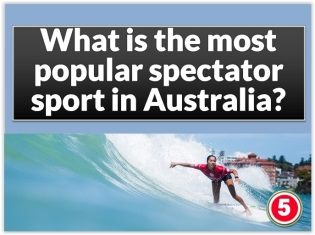 What is the most
popular spectator
sport in Australia?
5